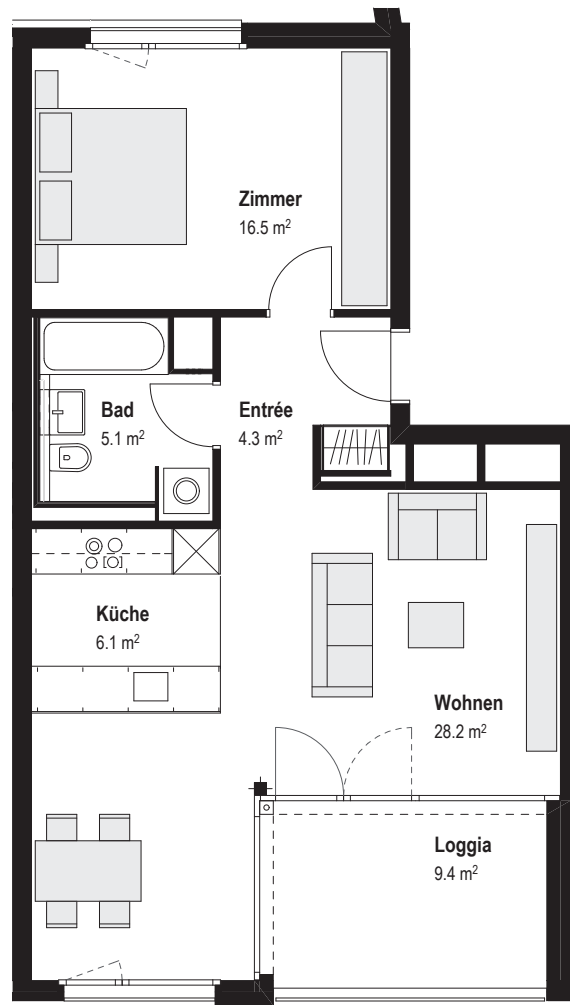 Zimmer
16.5 m²
Bad
5.1 m²
Entrée
4.3 m²
Küche
6.1 m²
Wohnen
28.2 m²
Loggia
9.4 m²